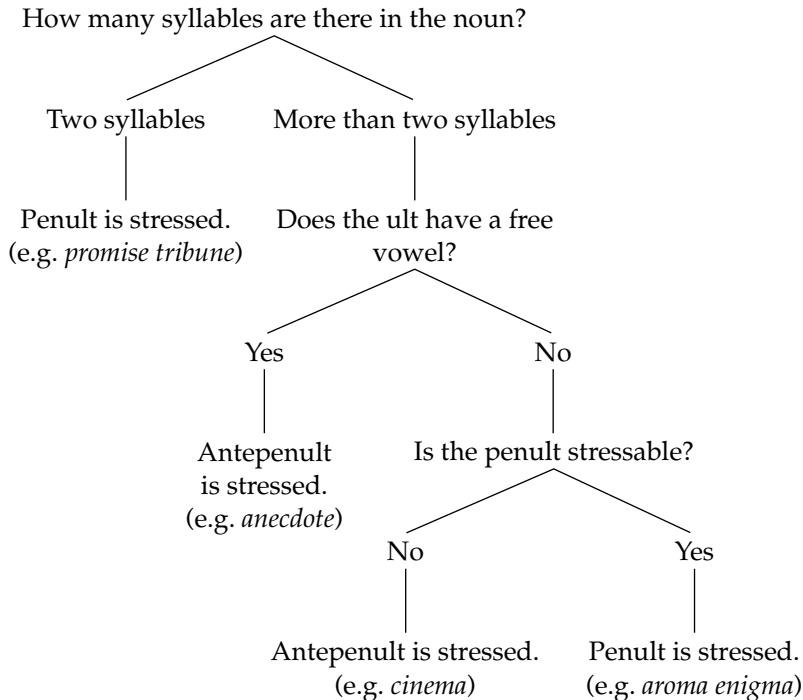 How many syllables are there in the noun?
Two syllables
More than two syllables
Penult is stressed.
(e.g. promise tribune)
Does the ult have a free
vowel?
Yes
No
Antepenult
is stressed.
(e.g. anecdote)
Is the penult stressable?
No
Yes
Antepenult is stressed.
(e.g. cinema)
Penult is stressed.
(e.g. aroma enigma)